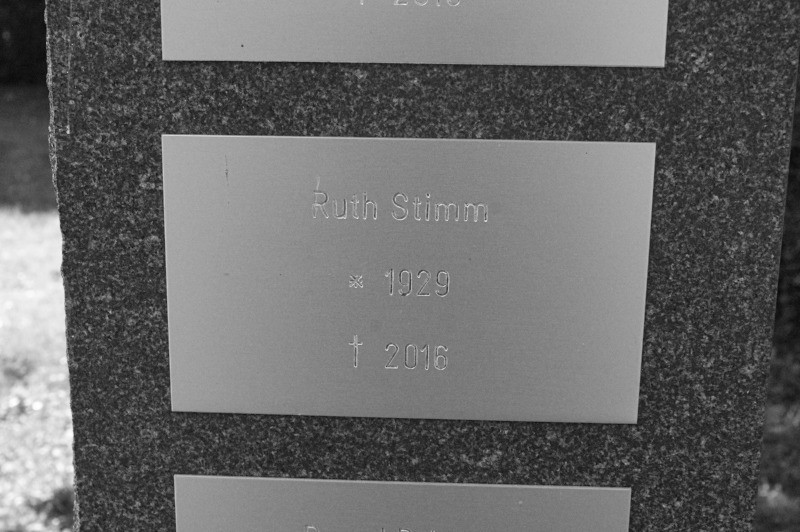 Ruth Stimm
* 1929
† 2016